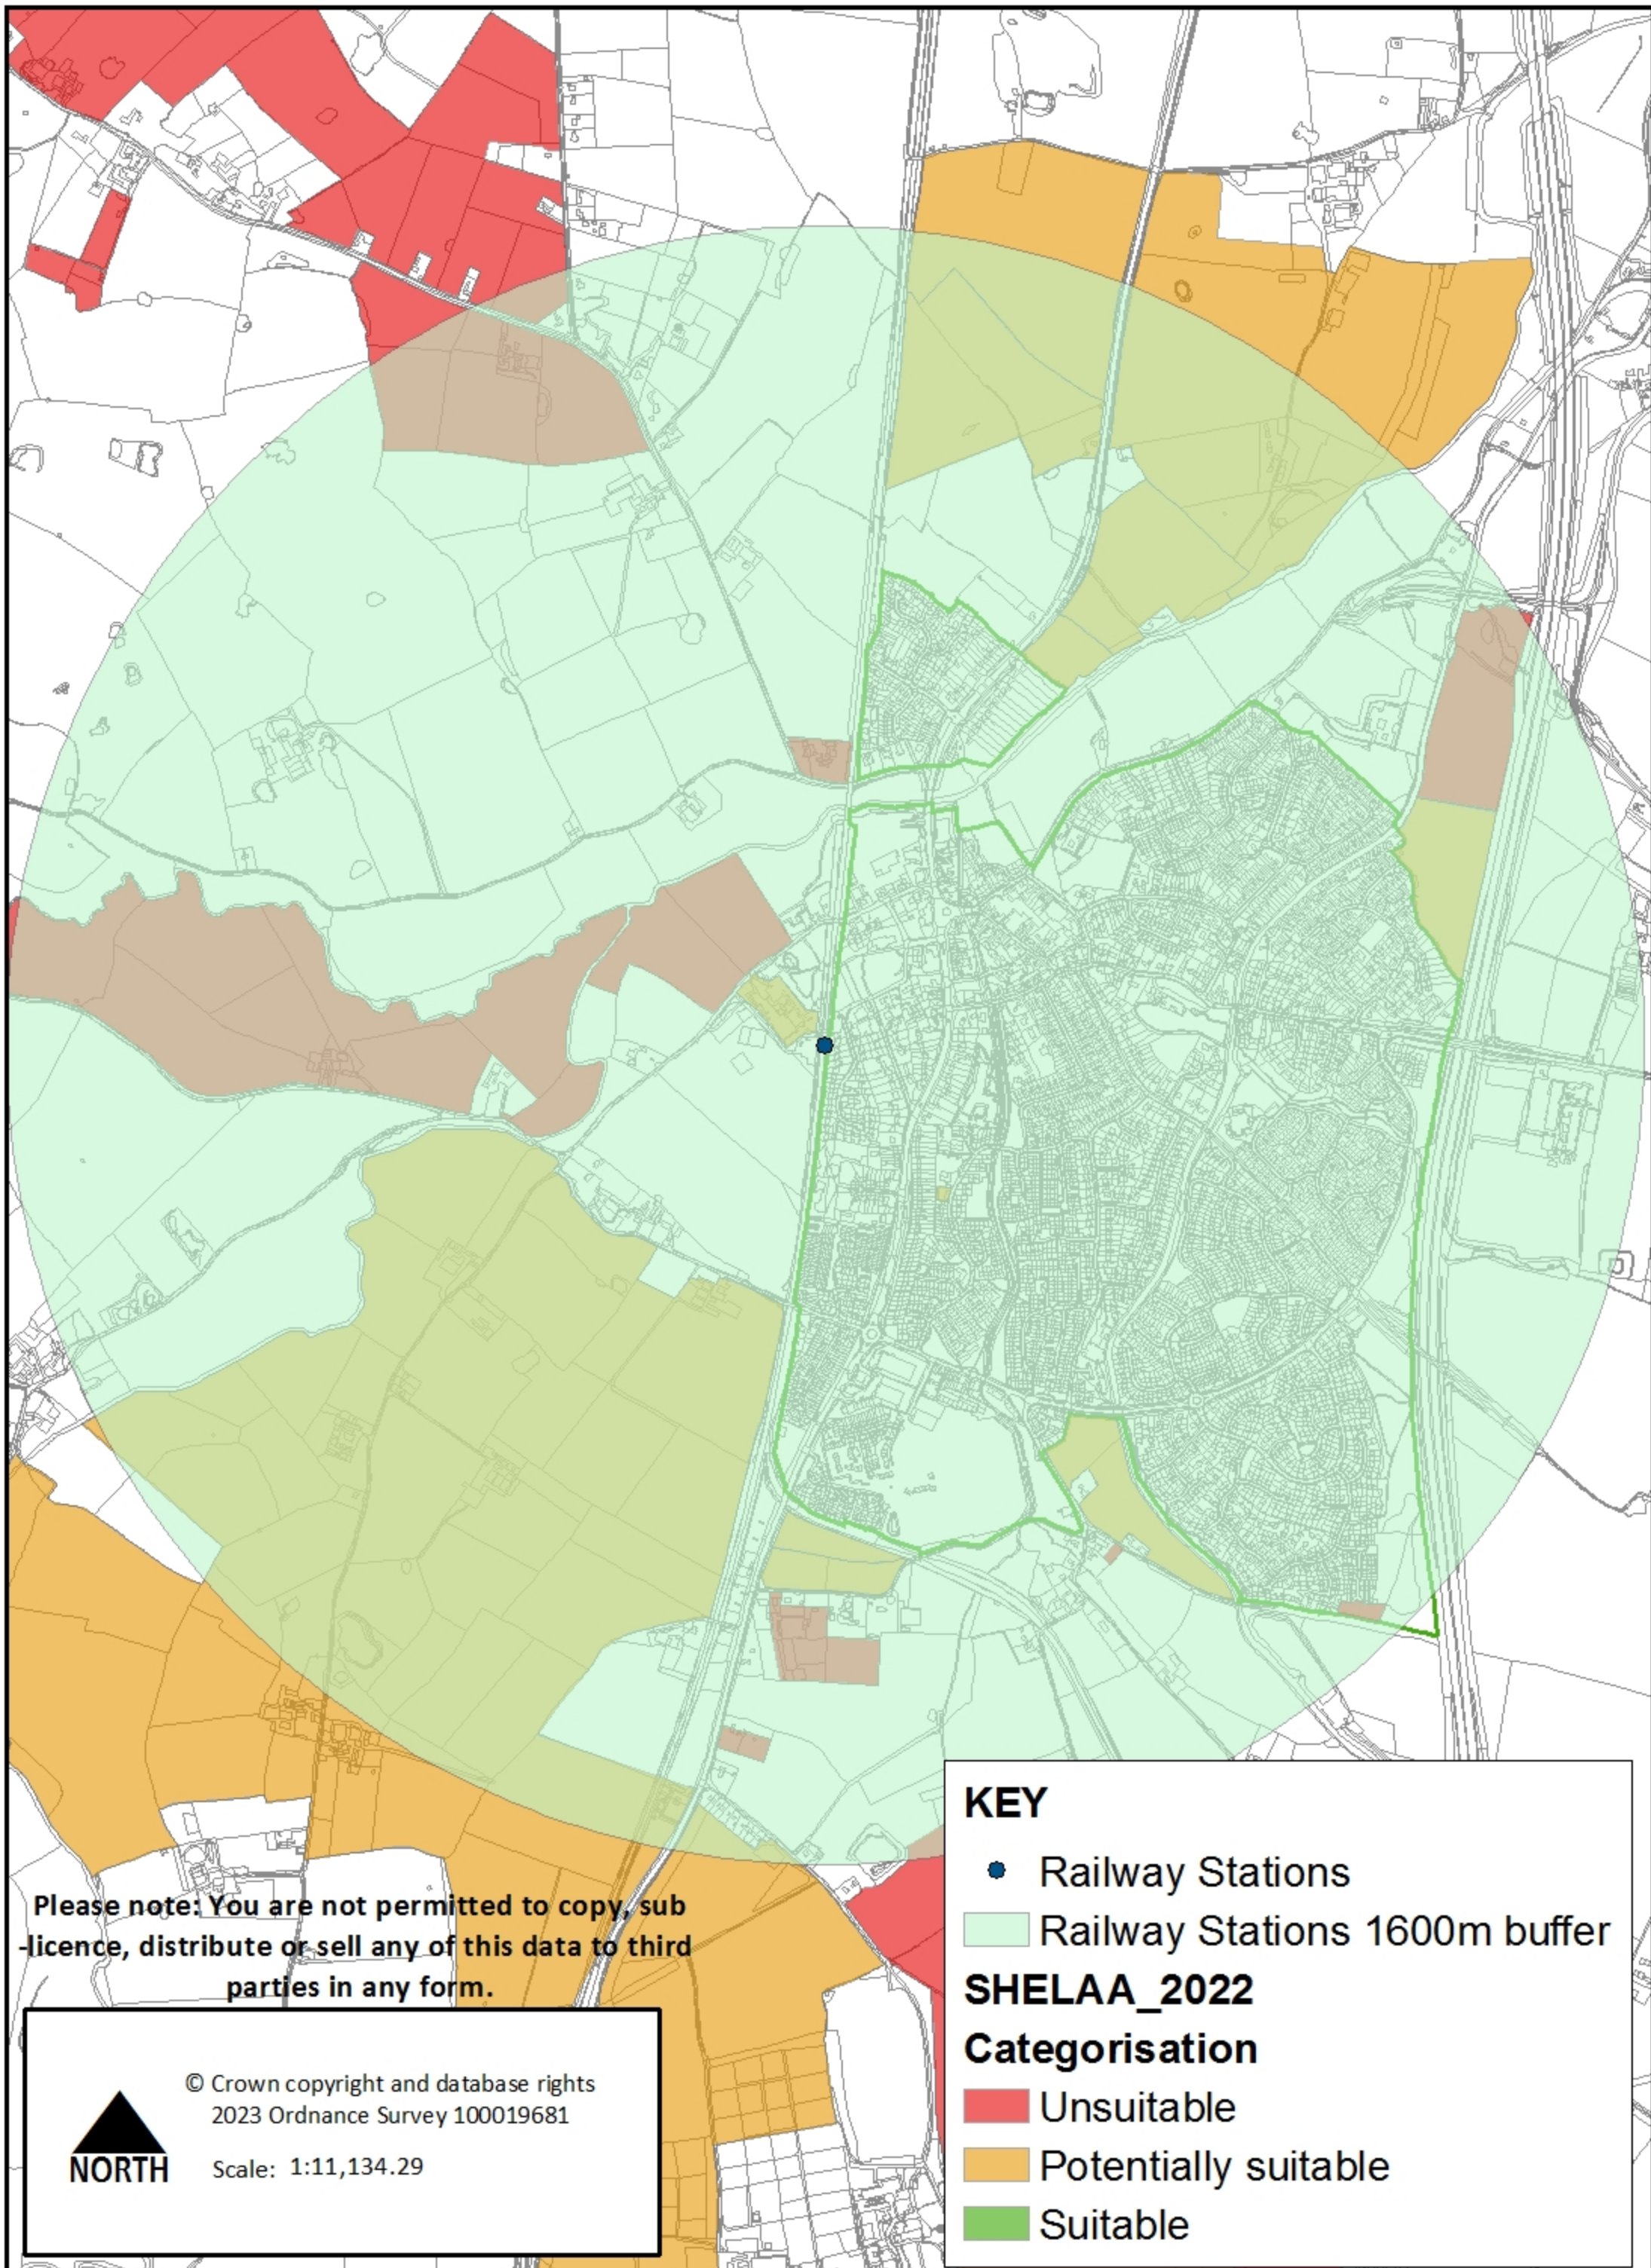 Please note: You are not permitted to copy, sub
-licence, distribute or sell any of this data to third
parties in any form.
© Crown copyright and database rights
2023 Ordnance Survey 100019681
NORTH
Scale: 1:11,134.29
KEY
Railway Stations
Railway Stations 1600m buffer
SHELAA_2022
Categorisation
Unsuitable
Potentially suitable
Suitable